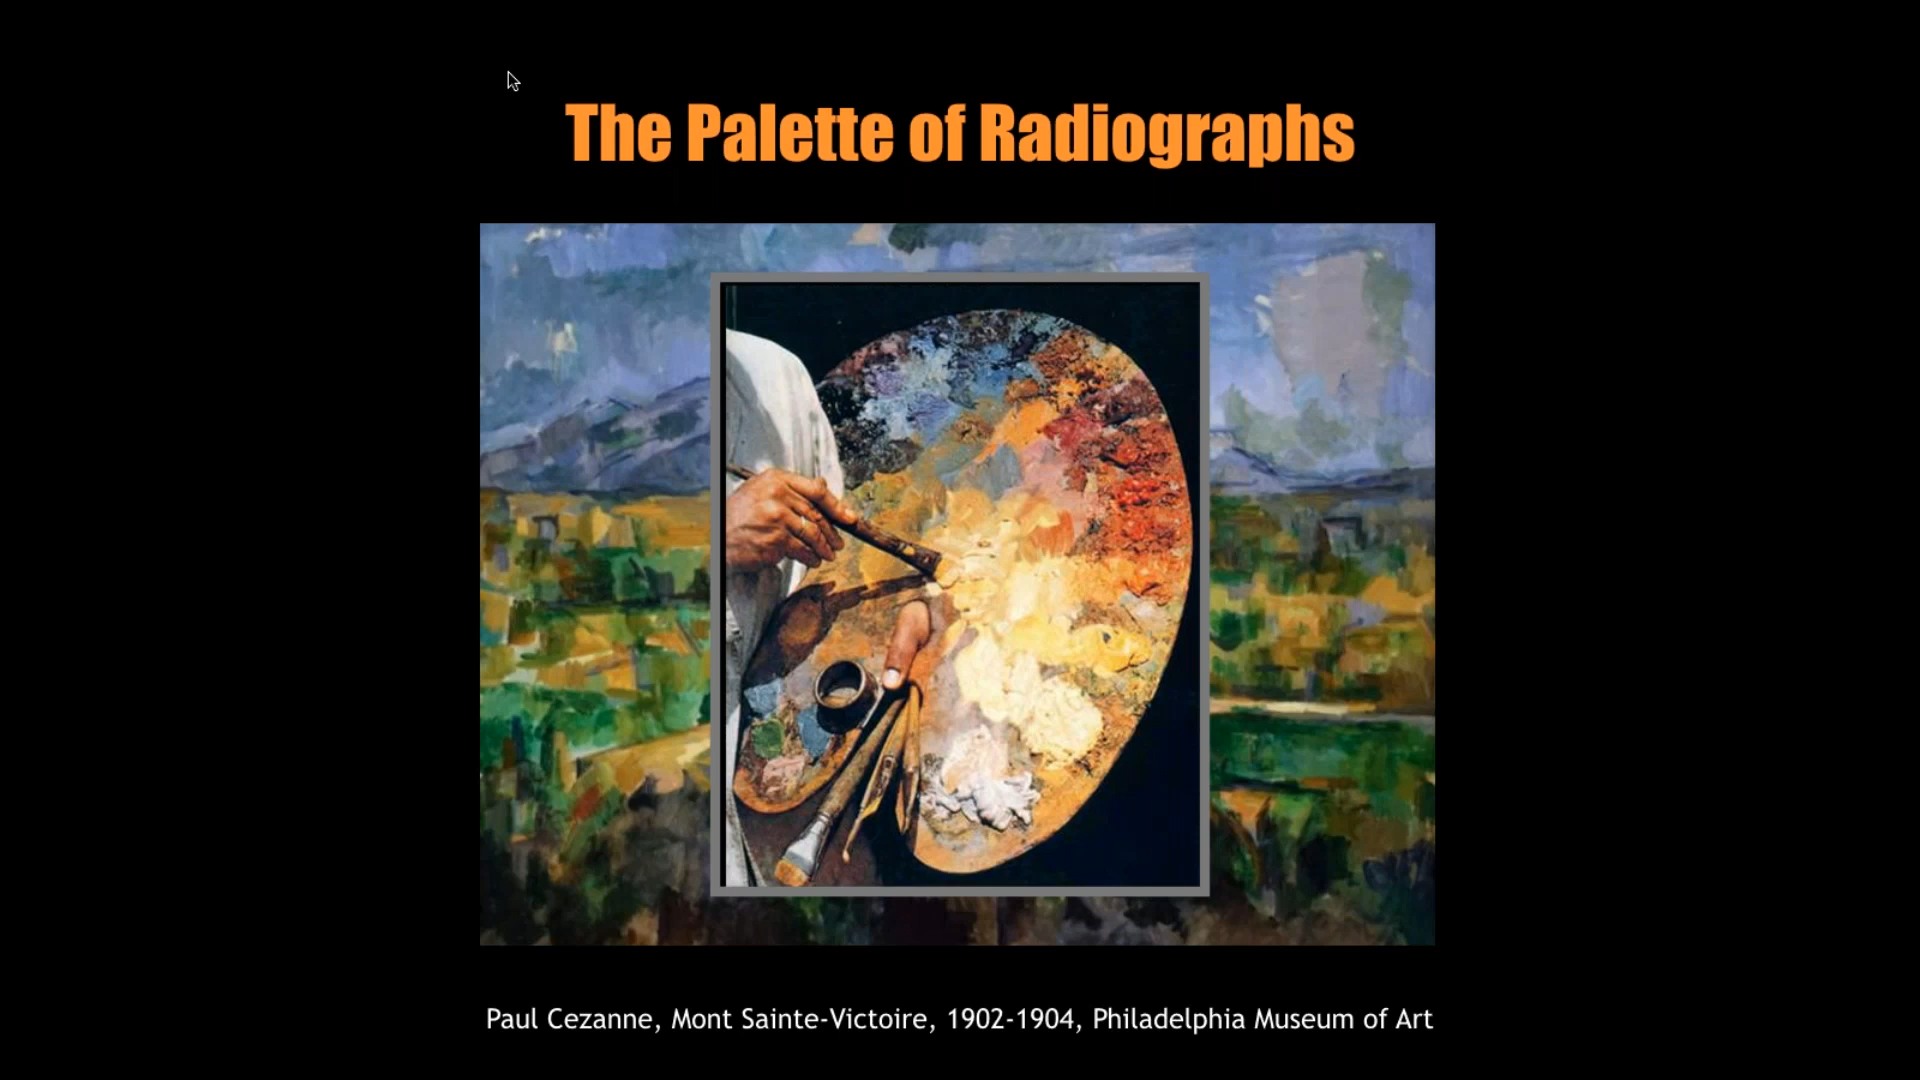 The Palette of Radiographs
Paul Cezanne, Mont Sainte-Victoire, 1902-1904, Philadelphia Museum of Art